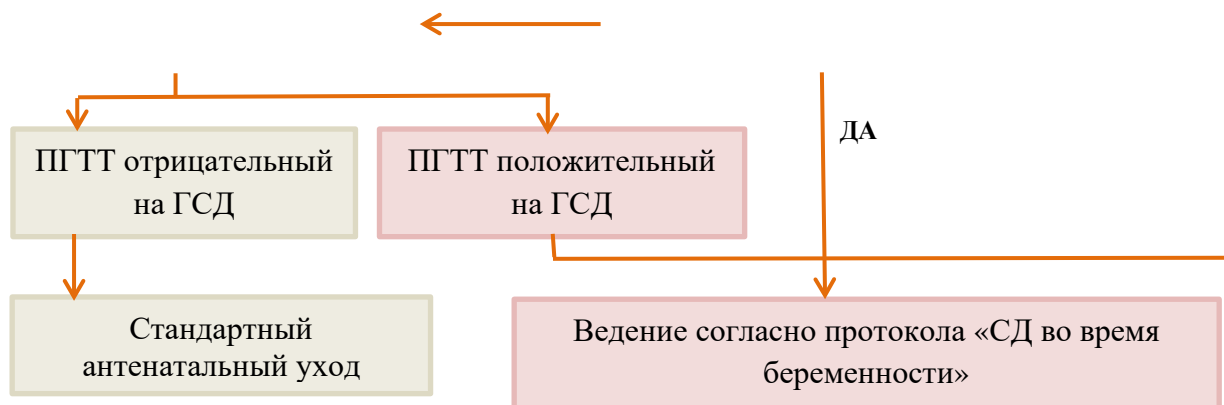 ДА
ПГТТ отрицательный
на ГСД
ПГТТ положительный
на ГСД
Стандартный
антенатальный уход
Ведение согласно протокола «СД во время
беременности»